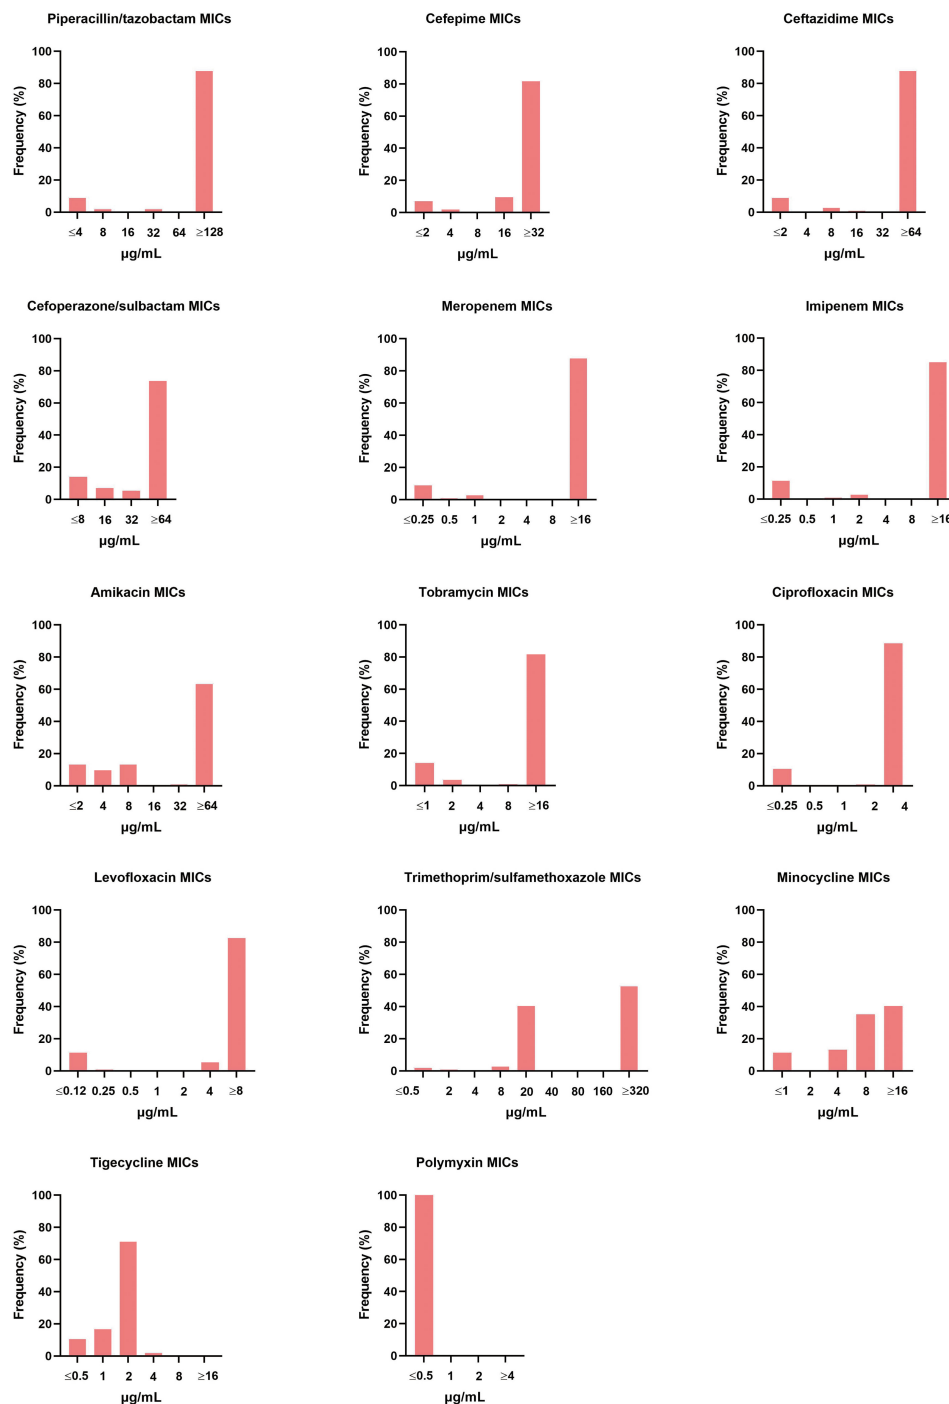 Piperacillin/tazobactam MICs
Frequency (%)
100
80
60
40
20
0
≤4 8 16 32 64 ≥128
µg/mL
Cefepime MICs
Frequency (%)
100
80
60
40
20
0
≤2 4 8 16 ≥32
µg/mL
Ceftazidime MICs
Frequency (%)
100
80
60
40
20
0
≤2 4 8 16 32 ≥64
µg/mL
Cefoperazone/sulbactam MICs
Frequency (%)
100
80
60
40
20
0
≤8 16 32 ≥64
µg/mL
Meropenem MICs
Frequency (%)
100
80
60
40
20
0
≤0.25 0.5 1 2 4 8 ≥16
µg/mL
Imipenem MICs
Frequency (%)
100
80
60
40
20
0
≤0.25 0.5 1 2 4 8 ≥16
µg/mL
Amikacin MICs
Frequency (%)
100
80
60
40
20
0
≤2 4 8 16 32 ≥64
µg/mL
Tobramycin MICs
Frequency (%)
100
80
60
40
20
0
≤1 2 4 8 ≥16
µg/mL
Ciprofloxacin MICs
Frequency (%)
100
80
60
40
20
0
≤0.25 0.5 1 2 4
µg/mL
Levofloxacin MICs
Frequency (%)
100
80
60
40
20
0
≤0.12 0.25 0.5 1 2 4 ≥8
µg/mL
Trimethoprim/sulfamethoxazole MICs
Frequency (%)
100
80
60
40
20
0
≤0.5 2 4 8 20 40 80 160 ≥320
µg/mL
Minocycline MICs
Frequency (%)
100
80
60
40
20
0
≤1 2 4 8 ≥16
µg/mL
Tigecycline MICs
Frequency (%)
100
80
60
40
20
0
≤0.5 1 2 4 8 ≥16
µg/mL
Polymyxin MICs
Frequency (%)
100
80
60
40
20
0
≤0.5 1 2 ≥4
µg/mL